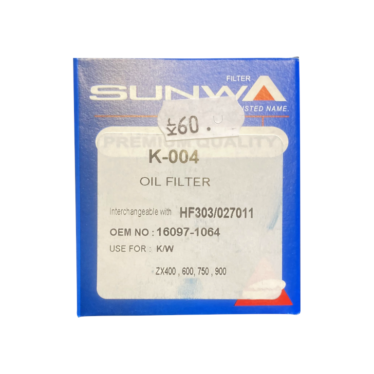 FILTER
SUNWA
USTED NAME.
60.
PREMIUM QUALITY
K-004
OIL FILTER
Interchangeable with HF303/027011
OEM NO : 16097-1064
USE FOR : K/W
ZX400 , 600, 750 , 900